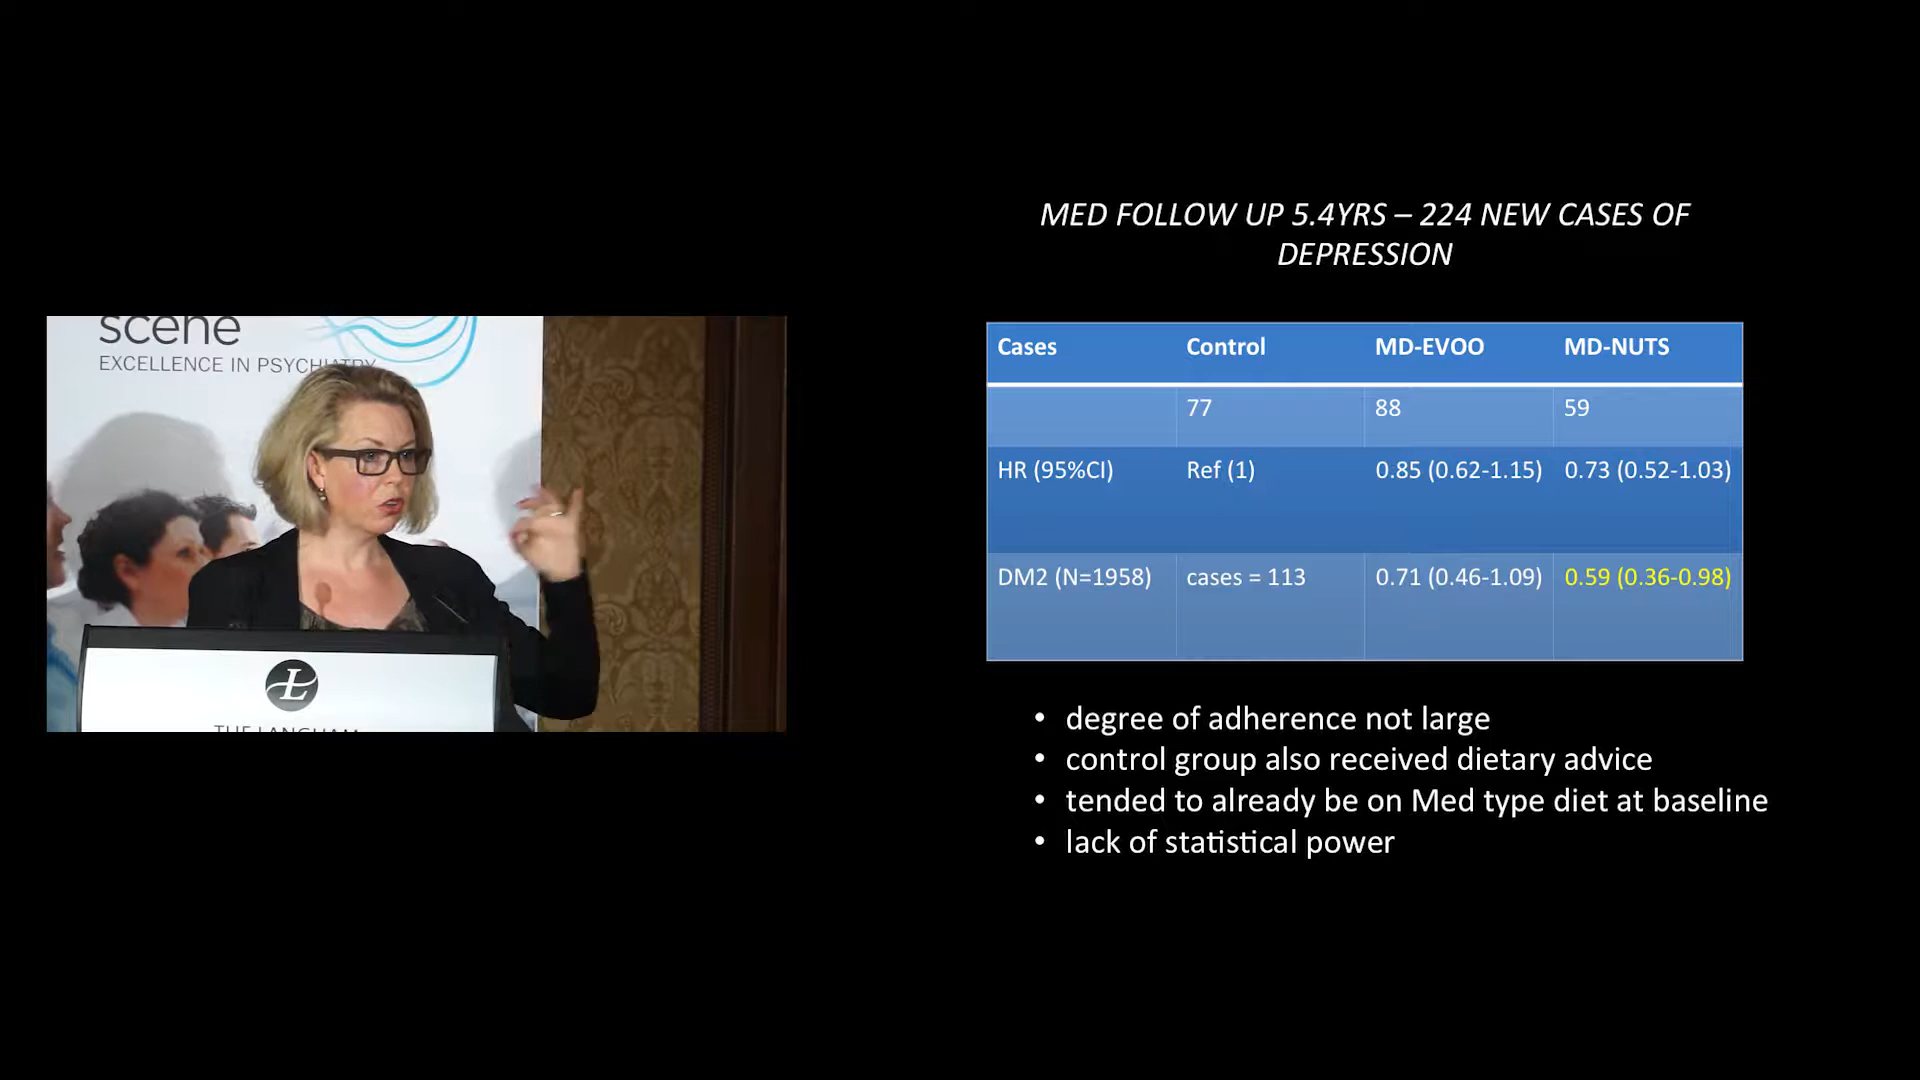 scene
EXCELLENCE IN PSYCHIATRY
THE LANGHAM
MED FOLLOW UP 5.4YRS – 224 NEW CASES OF
DEPRESSION
Cases Control MD-EVOO MD-NUTS
77 88 59
HR (95%CI) Ref (1) 0.85 (0.62-1.15) 0.73 (0.52-1.03)
DM2 (N=1958) cases = 113 0.71 (0.46-1.09) 0.59 (0.36-0.98)
• degree of adherence not large
• control group also received dietary advice
• tended to already be on Med type diet at baseline
• lack of statistical power